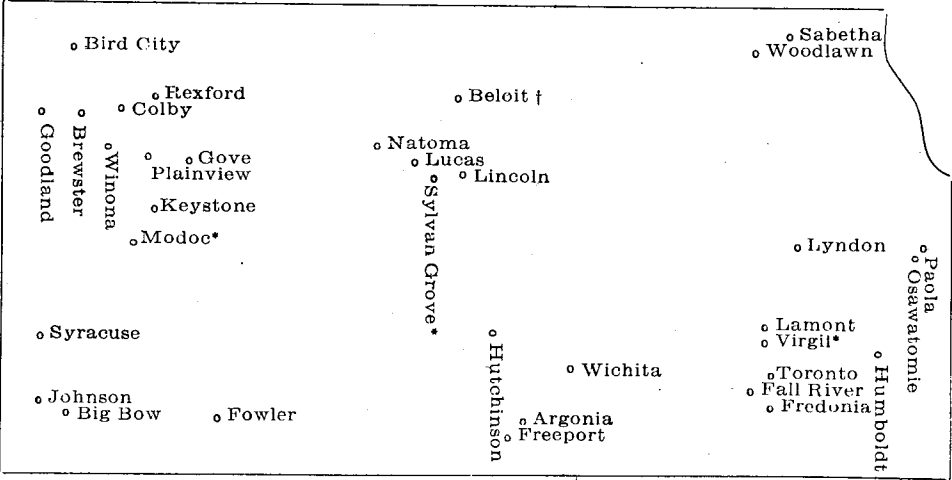 Sabetha
Bird City
Woodlawn
Rexford
Beloit †
Colby
Goodland
Brewster
Winona
Natoma
Gove
Lucas
Plainview
Lincoln
Sylvan Grove*
Keystone
Modoc*
Lyndon
Paola
Osawatomie
Syracuse
Lamont
Virgil*
Hutchinson
Humboldt
Wichita
Toronto
Fall River
Johnson
Big Bow
Fowler
Fredonia
Argonia
Freeport